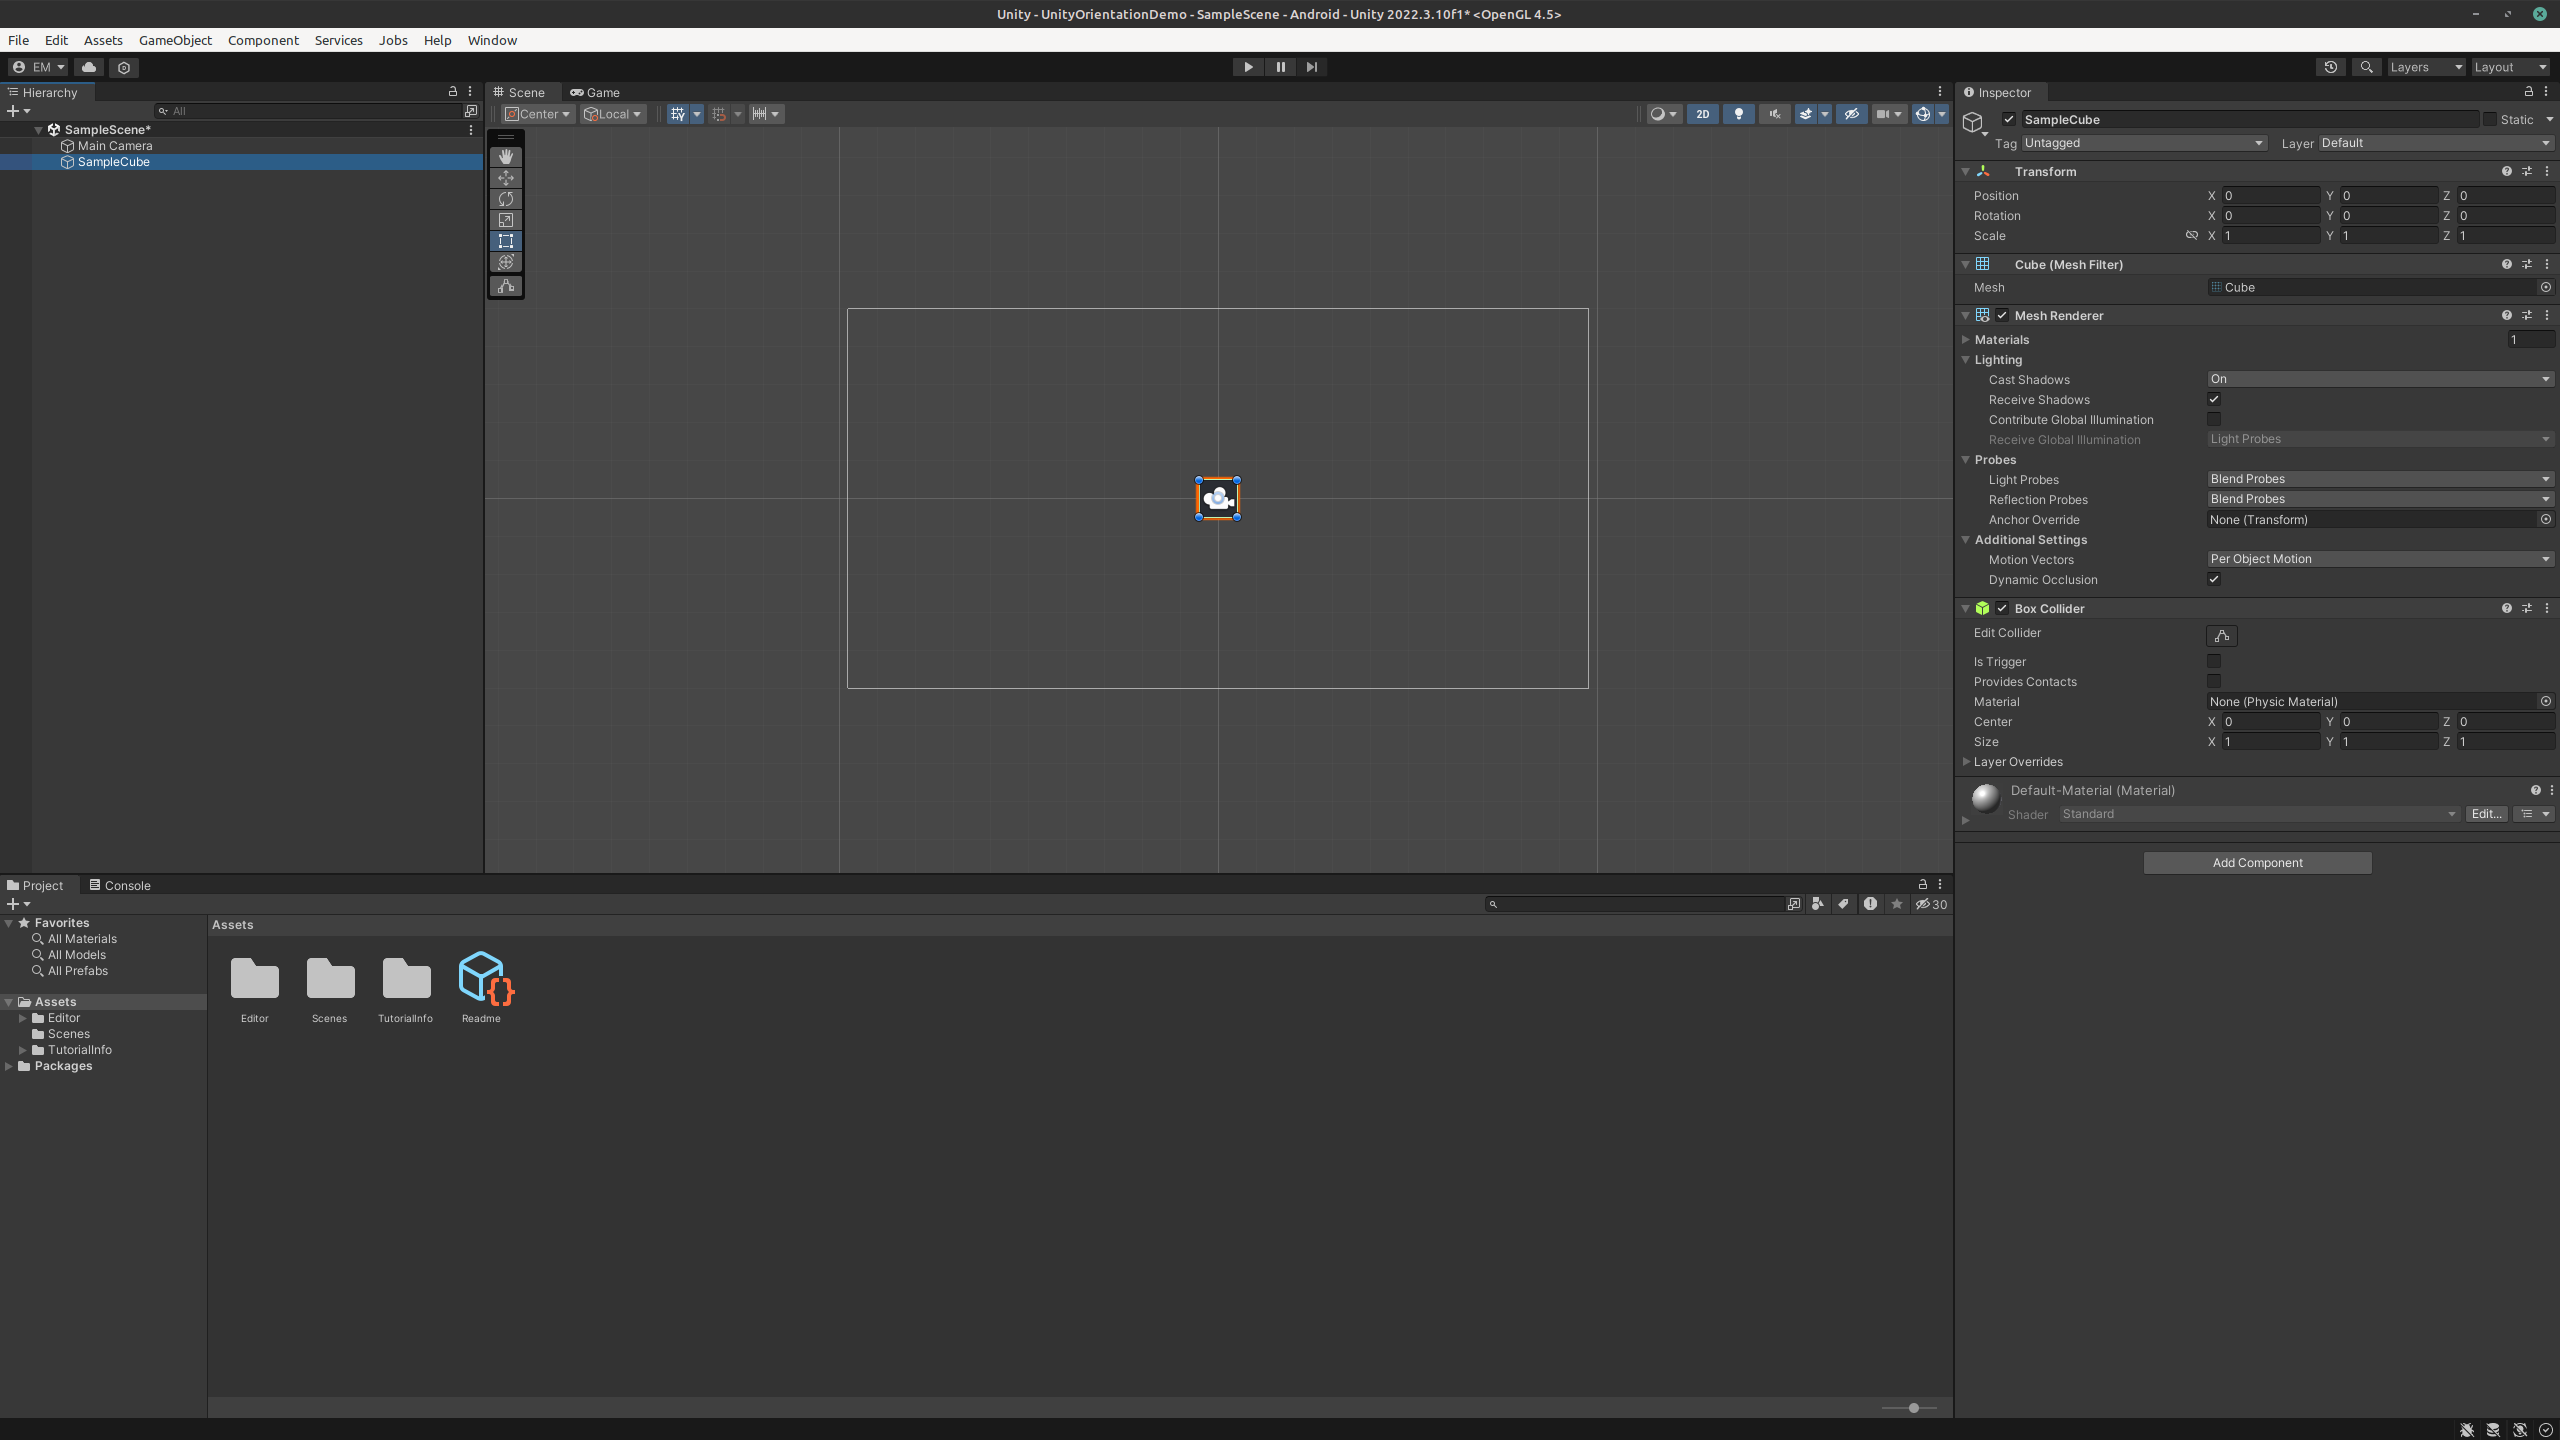 Unity - UnityOrientationDemo - SampleScene - Android - Unity 2022.3.10f1* <OpenGL 4.5>
File Edit Assets GameObject Component Services Jobs Help Window
EM
Layers Layout
Hierarchy
All
SampleScene*
Main Camera
SampleCube
Scene Game
Center Local 2D
Inspector
SampleCube Static
Tag Untagged Layer Default
Transform
Position X 0 Y 0 Z 0
Rotation X 0 Y 0 Z 0
Scale X 1 Y 1 Z 1
Cube (Mesh Filter)
Mesh Cube
Mesh Renderer
Materials 1
Lighting
Cast Shadows On
Receive Shadows
Contribute Global Illumination
Receive Global Illumination Light Probes
Probes
Light Probes Blend Probes
Reflection Probes Blend Probes
Anchor Override None (Transform)
Additional Settings
Motion Vectors Per Object Motion
Dynamic Occlusion
Box Collider
Edit Collider
Is Trigger
Provides Contacts
Material None (Physic Material)
Center X 0 Y 0 Z 0
Size X 1 Y 1 Z 1
Layer Overrides
Default-Material (Material)
Shader Standard Edit...
Add Component
Project Console
30
Favorites
All Materials
All Models
All Prefabs
Assets
Editor
Scenes
TutorialInfo
Packages
Assets
Editor Scenes TutorialInfo Readme